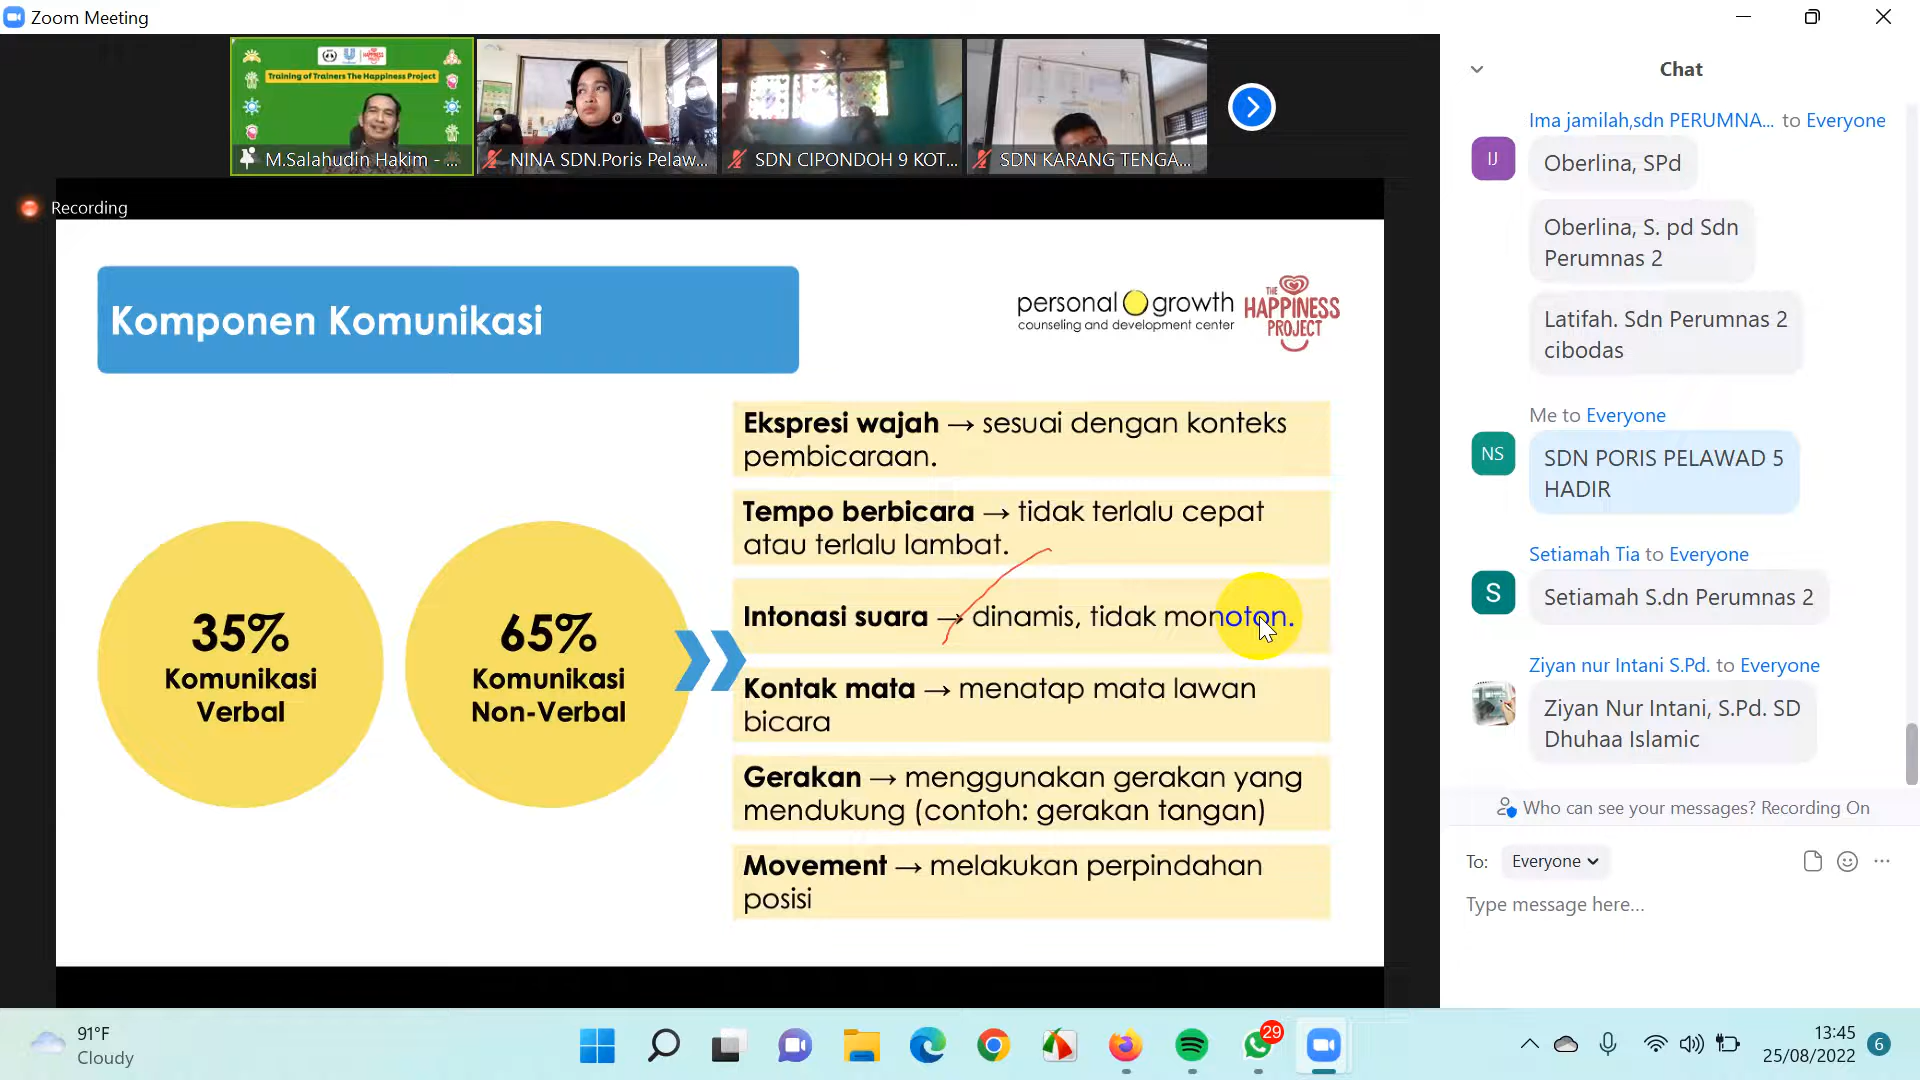 Zoom Meeting
Training of Trainers The Happiness Project
M.Salahudin Hakim - ...
NINA SDN.Poris Pelaw...
SDN CIPONDOH 9 KOT...
SDN KARANG TENGA...
Recording
Komponen Komunikasi
personal growth
counseling and development center
THE
HAPPINESS
PROJECT
Ekspresi wajah → sesuai dengan konteks
pembicaraan.
Tempo berbicara → tidak terlalu cepat
atau terlalu lambat.
Intonasi suara → dinamis, tidak monoton.
Kontak mata → menatap mata lawan
bicara
Gerakan → menggunakan gerakan yang
mendukung (contoh: gerakan tangan)
Movement → melakukan perpindahan
posisi
35%
Komunikasi
Verbal
65%
Komunikasi
Non-Verbal
Chat
Ima jamilah,sdn PERUMNA... to Everyone
IJ
Oberlina, SPd
Oberlina, S. pd Sdn
Perumnas 2
Latifah. Sdn Perumnas 2
cibodas
Me to Everyone
NS
SDN PORIS PELAWAD 5
HADIR
Setiamah Tia to Everyone
S
Setiamah S.dn Perumnas 2
Ziyan nur Intani S.Pd. to Everyone
Ziyan Nur Intani, S.Pd. SD
Dhuhaa Islamic
Who can see your messages? Recording On
To: Everyone
Type message here...
91°F
Cloudy
29
13:45
25/08/2022
6